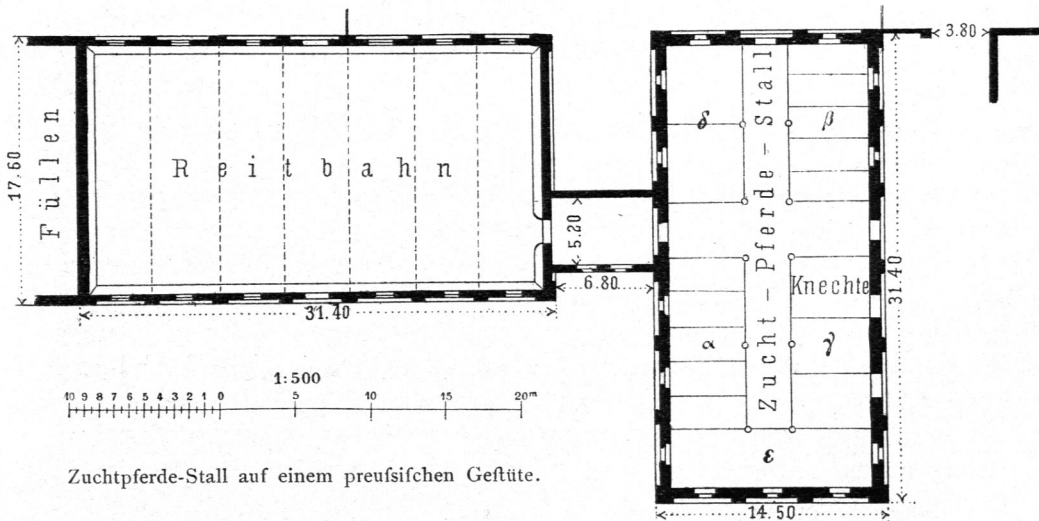 3.80
Füllen
17.60
Reitbahn
31.40
5.20
6.80
δ
β
Zucht-Pferde-Stall
Knechte
α
γ
ε
31.40
14.50
1:500
10 9 8 7 6 5 4 3 2 1 0 5 10 15 20m
Zuchtpferde-Stall auf einem preuſsiſchen Geſtüte.